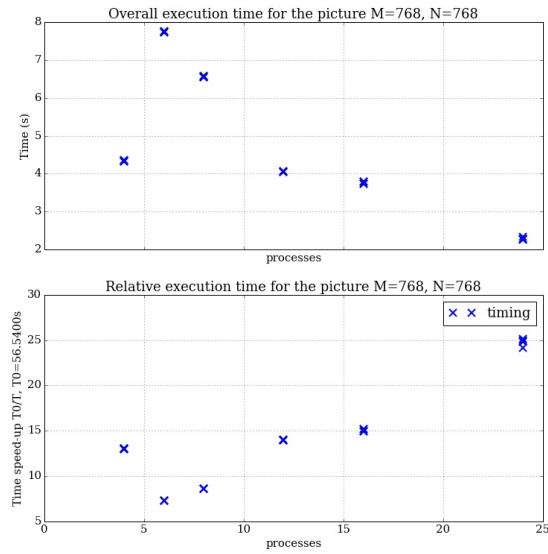 Overall execution time for the picture M=768, N=768
8
7
6
5
4
3
2
Time (s)
processes
Relative execution time for the picture M=768, N=768
30
25
20
15
10
5
Time speed-up T0/T, T0=56.5400s
timing
0
5
10
15
20
25
processes